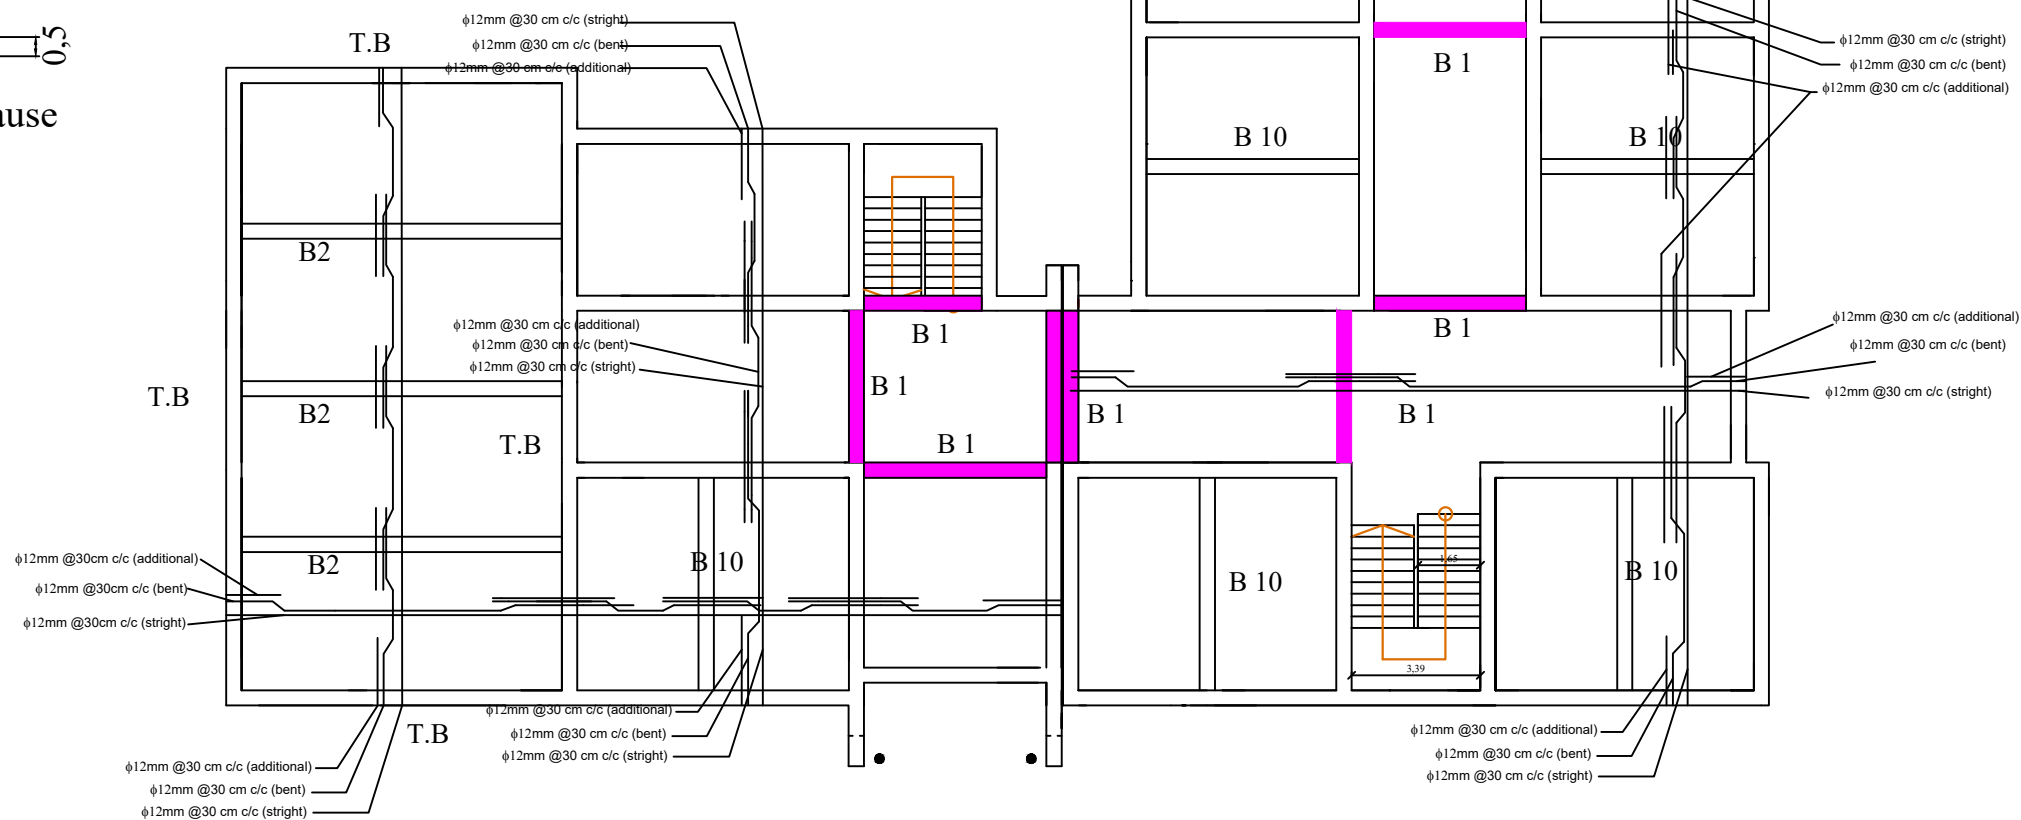 0,5
ause
T.B
ϕ12mm @30 cm c/c (stright)
ϕ12mm @30 cm c/c (bent)
ϕ12mm @30 cm c/c (additional)
ϕ12mm @30 cm c/c (stright)
ϕ12mm @30 cm c/c (bent)
ϕ12mm @30 cm c/c (additional)
B 1
B 10
B 10
B2
ϕ12mm @30 cm c/c (additional)
ϕ12mm @30 cm c/c (bent)
ϕ12mm @30 cm c/c (stright)
B 1
B 1
ϕ12mm @30 cm c/c (additional)
ϕ12mm @30 cm c/c (bent)
ϕ12mm @30 cm c/c (stright)
T.B
B2
B 1
B 1
B 1
T.B
B 1
ϕ12mm @30cm c/c (additional)
ϕ12mm @30cm c/c (bent)
ϕ12mm @30cm c/c (stright)
B2
B 10
B 10
1,65
B 10
3,39
ϕ12mm @30 cm c/c (additional)
ϕ12mm @30 cm c/c (bent)
ϕ12mm @30 cm c/c (stright)
T.B
ϕ12mm @30 cm c/c (additional)
ϕ12mm @30 cm c/c (bent)
ϕ12mm @30 cm c/c (stright)
ϕ12mm @30 cm c/c (additional)
ϕ12mm @30 cm c/c (bent)
ϕ12mm @30 cm c/c (stright)